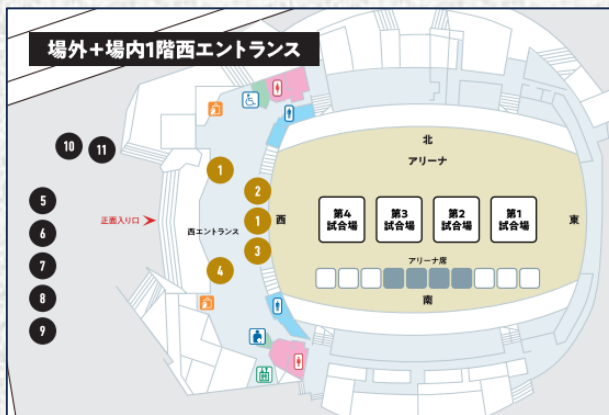 場外+場内1階西エントランス
北
アリーナ
10
11
1
2
5
正面入り口
西エントランス
1
西
第4
試合場
第3
試合場
第2
試合場
第1
試合場
東
6
3
7
4
アリーナ席
8
南
9